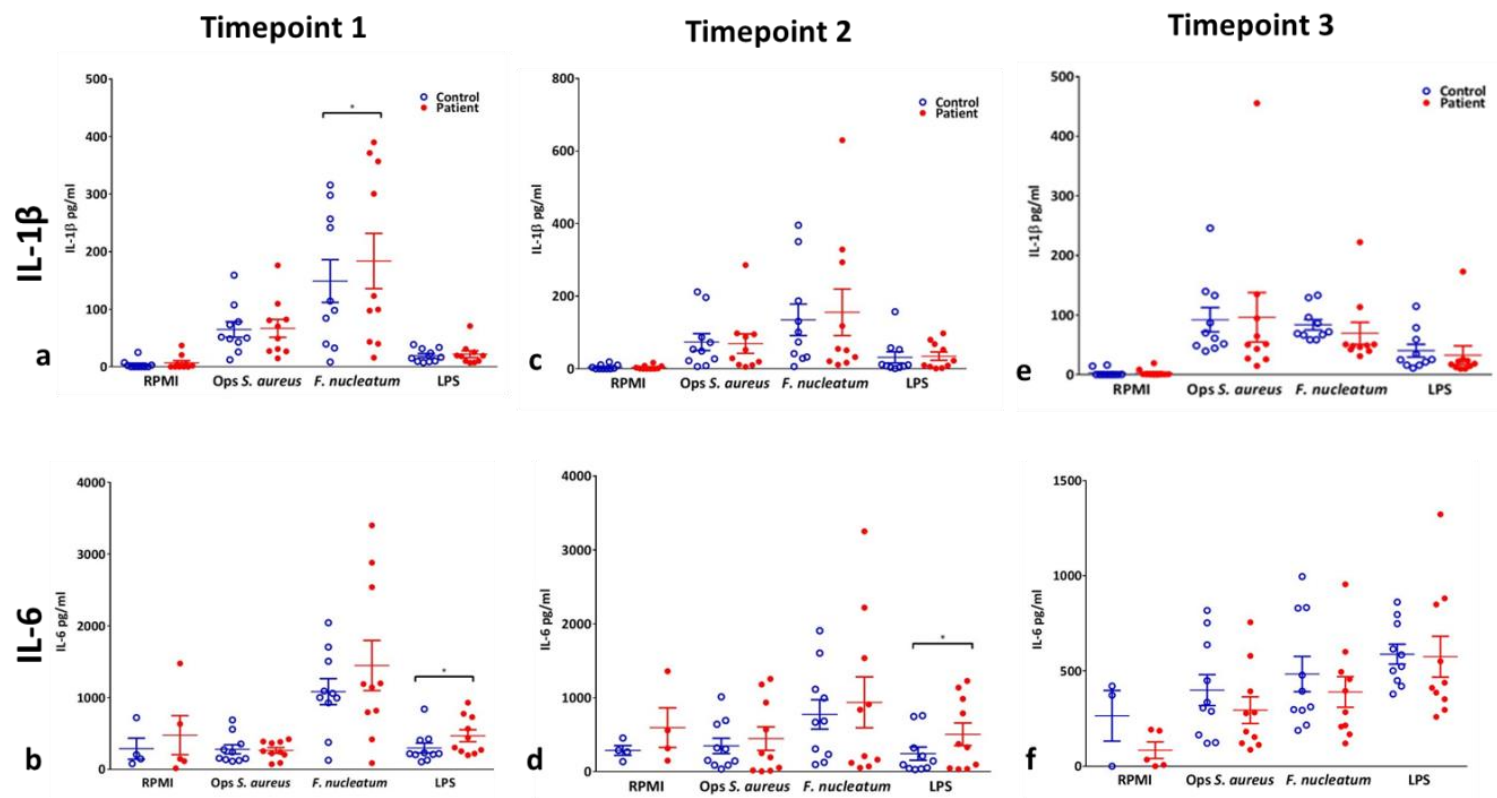 Timepoint 1
Timepoint 2
Timepoint 3
IL-1β
IL-1β pg/ml
500
400
300
200
100
0
*
Control
Patient
a
RPMI
Ops S. aureus
F. nucleatum
LPS
IL-1β pg/ml
800
600
400
200
0
Control
Patient
c
RPMI
Ops S. aureus
F. nucleatum
LPS
IL-1β pg/ml
500
400
300
200
100
0
Control
Patient
e
RPMI
Ops S. aureus
F. nucleatum
LPS
IL-6
IL-6 pg/ml
4000
3000
2000
1000
0
*
b
RPMI
Ops S. aureus
F. nucleatum
LPS
IL-6 pg/ml
4000
3000
2000
1000
0
*
d
RPMI
Ops S. aureus
F. nucleatum
LPS
IL-6 pg/ml
1500
1000
500
0
f
RPMI
Ops S. aureus
F. nucleatum
LPS